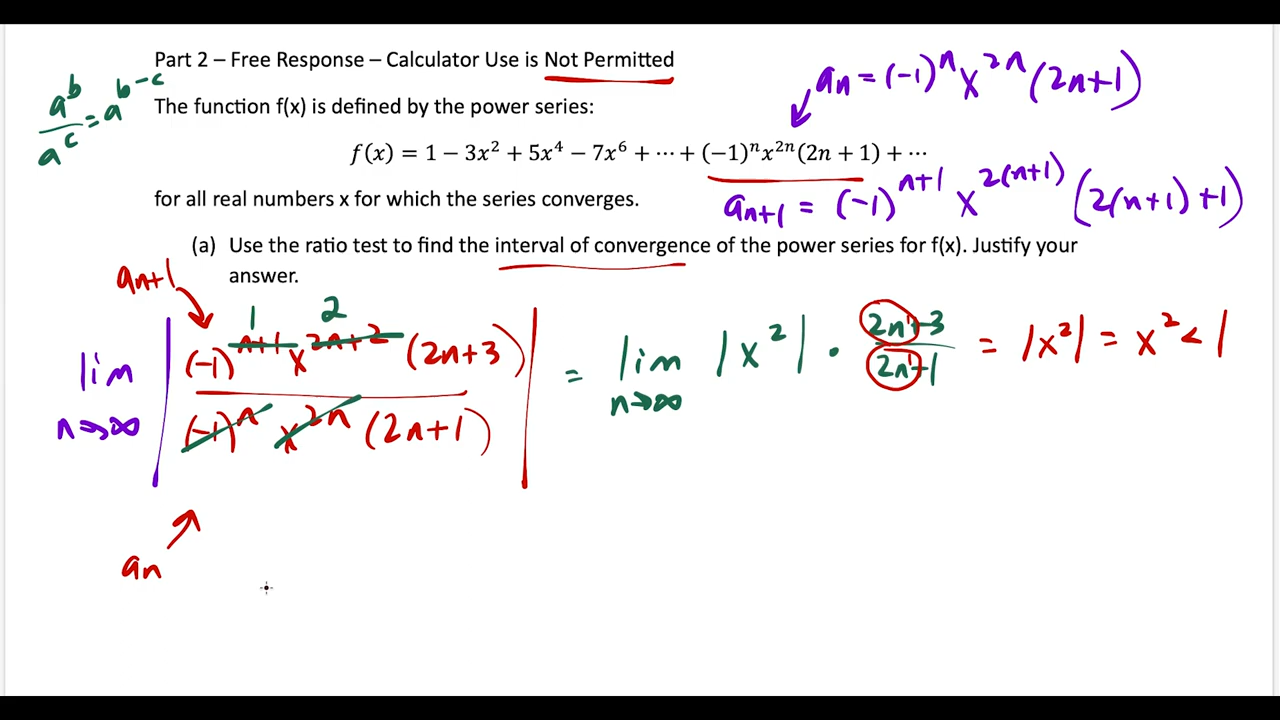 Part 2 – Free Response – Calculator Use is Not Permitted
a^b / a^c = a^{b-c}
an = (-1)^n x^{2n} (2n+1)
The function f(x) is defined by the power series:
f(x) = 1 − 3x² + 5x⁴ − 7x⁶ + ⋯ + (−1)ⁿx²ⁿ(2n + 1) + ⋯
for all real numbers x for which the series converges.
an+1 = (-1)^{n+1} x^{2(n+1)} (2(n+1)+1)
(a) Use the ratio test to find the interval of convergence of the power series for f(x). Justify your
answer.
an+1
1 2
lim n→∞ | (-1)^{n+1} x^{2n+2} (2n+3) / (-1)^n x^{2n} (2n+1) | = lim n→∞ |x²| · (2n+3)/(2n+1) = |x²| = x² < 1
an